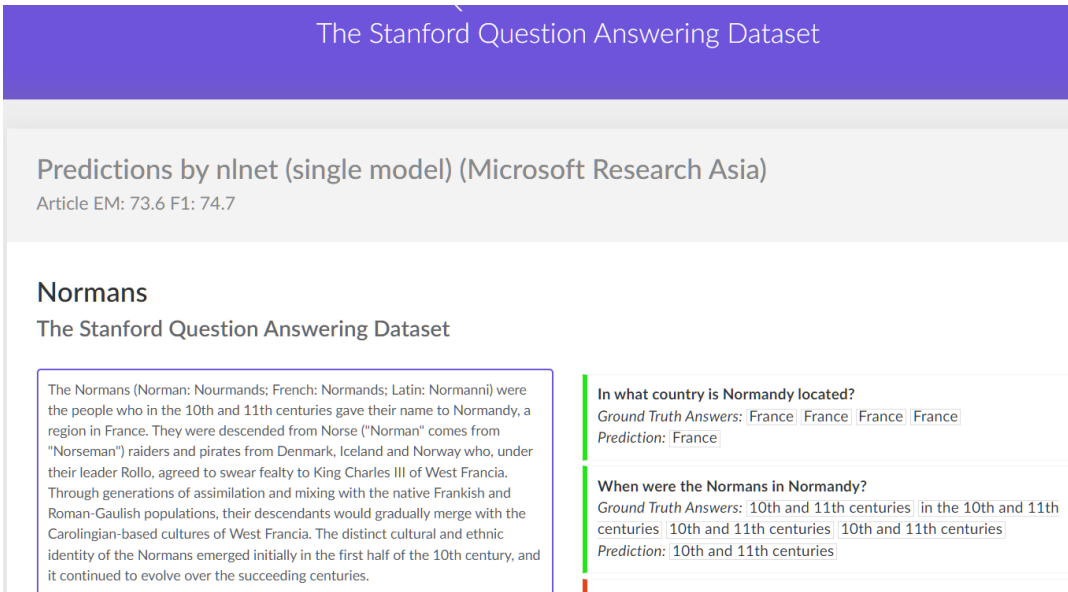 The Stanford Question Answering Dataset
Predictions by nlnet (single model) (Microsoft Research Asia)
Article EM: 73.6 F1: 74.7
Normans
The Stanford Question Answering Dataset
The Normans (Norman: Nourmands; French: Normands; Latin: Normanni) were
the people who in the 10th and 11th centuries gave their name to Normandy, a
region in France. They were descended from Norse ("Norman" comes from
"Norseman") raiders and pirates from Denmark, Iceland and Norway who, under
their leader Rollo, agreed to swear fealty to King Charles III of West Francia.
Through generations of assimilation and mixing with the native Frankish and
Roman-Gaulish populations, their descendants would gradually merge with the
Carolingian-based cultures of West Francia. The distinct cultural and ethnic
identity of the Normans emerged initially in the first half of the 10th century, and
it continued to evolve over the succeeding centuries.
In what country is Normandy located?
Ground Truth Answers: France France France France
Prediction: France
When were the Normans in Normandy?
Ground Truth Answers: 10th and 11th centuries in the 10th and 11th
centuries 10th and 11th centuries 10th and 11th centuries
Prediction: 10th and 11th centuries